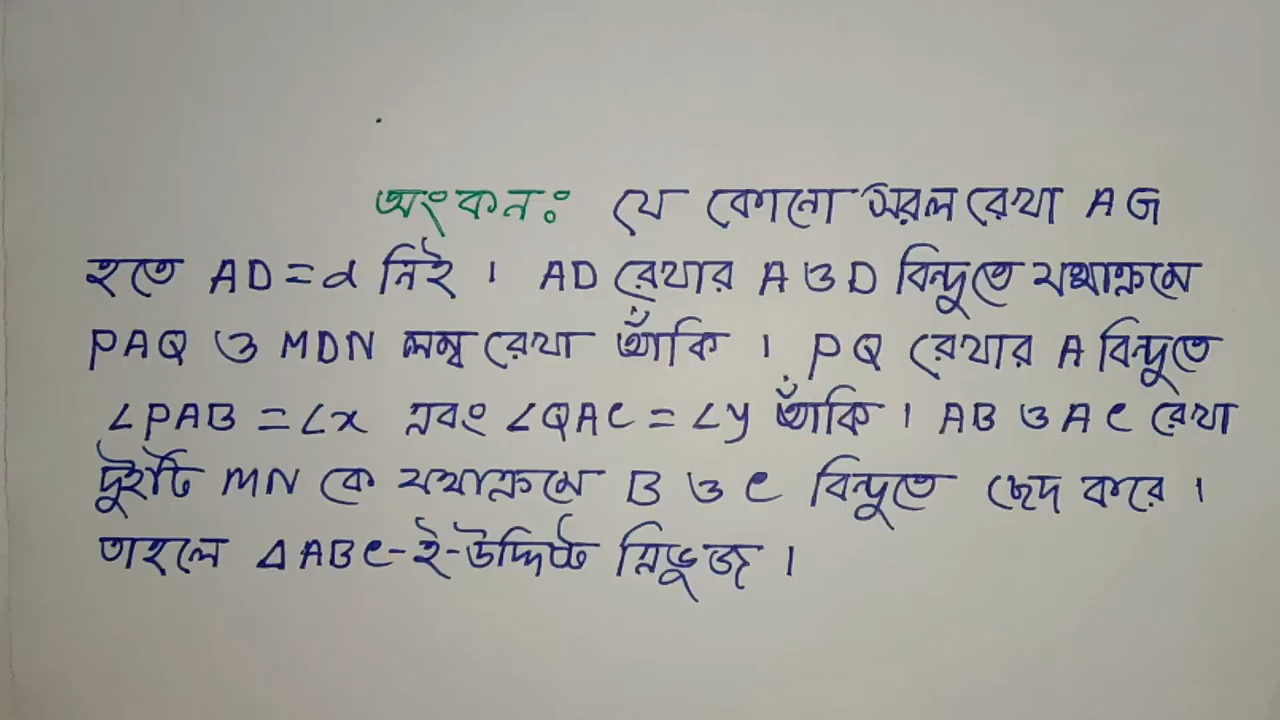 অংকনঃ যে কোনো সরল রেখা AG
হতে AD = d নিই । AD রেখার A ও D বিন্দুতে যথাক্রমে
PAQ ও MDN লম্ব রেখা আঁকি । PQ রেখার A বিন্দুতে
∠PAB = ∠x এবং ∠QAC = ∠y আঁকি । AB ও AC রেখা
দুইটি MN কে যথাক্রমে B ও C বিন্দুতে ছেদ করে ।
তাহলে ΔABC-ই-উদ্দিষ্ট ত্রিভুজ ।